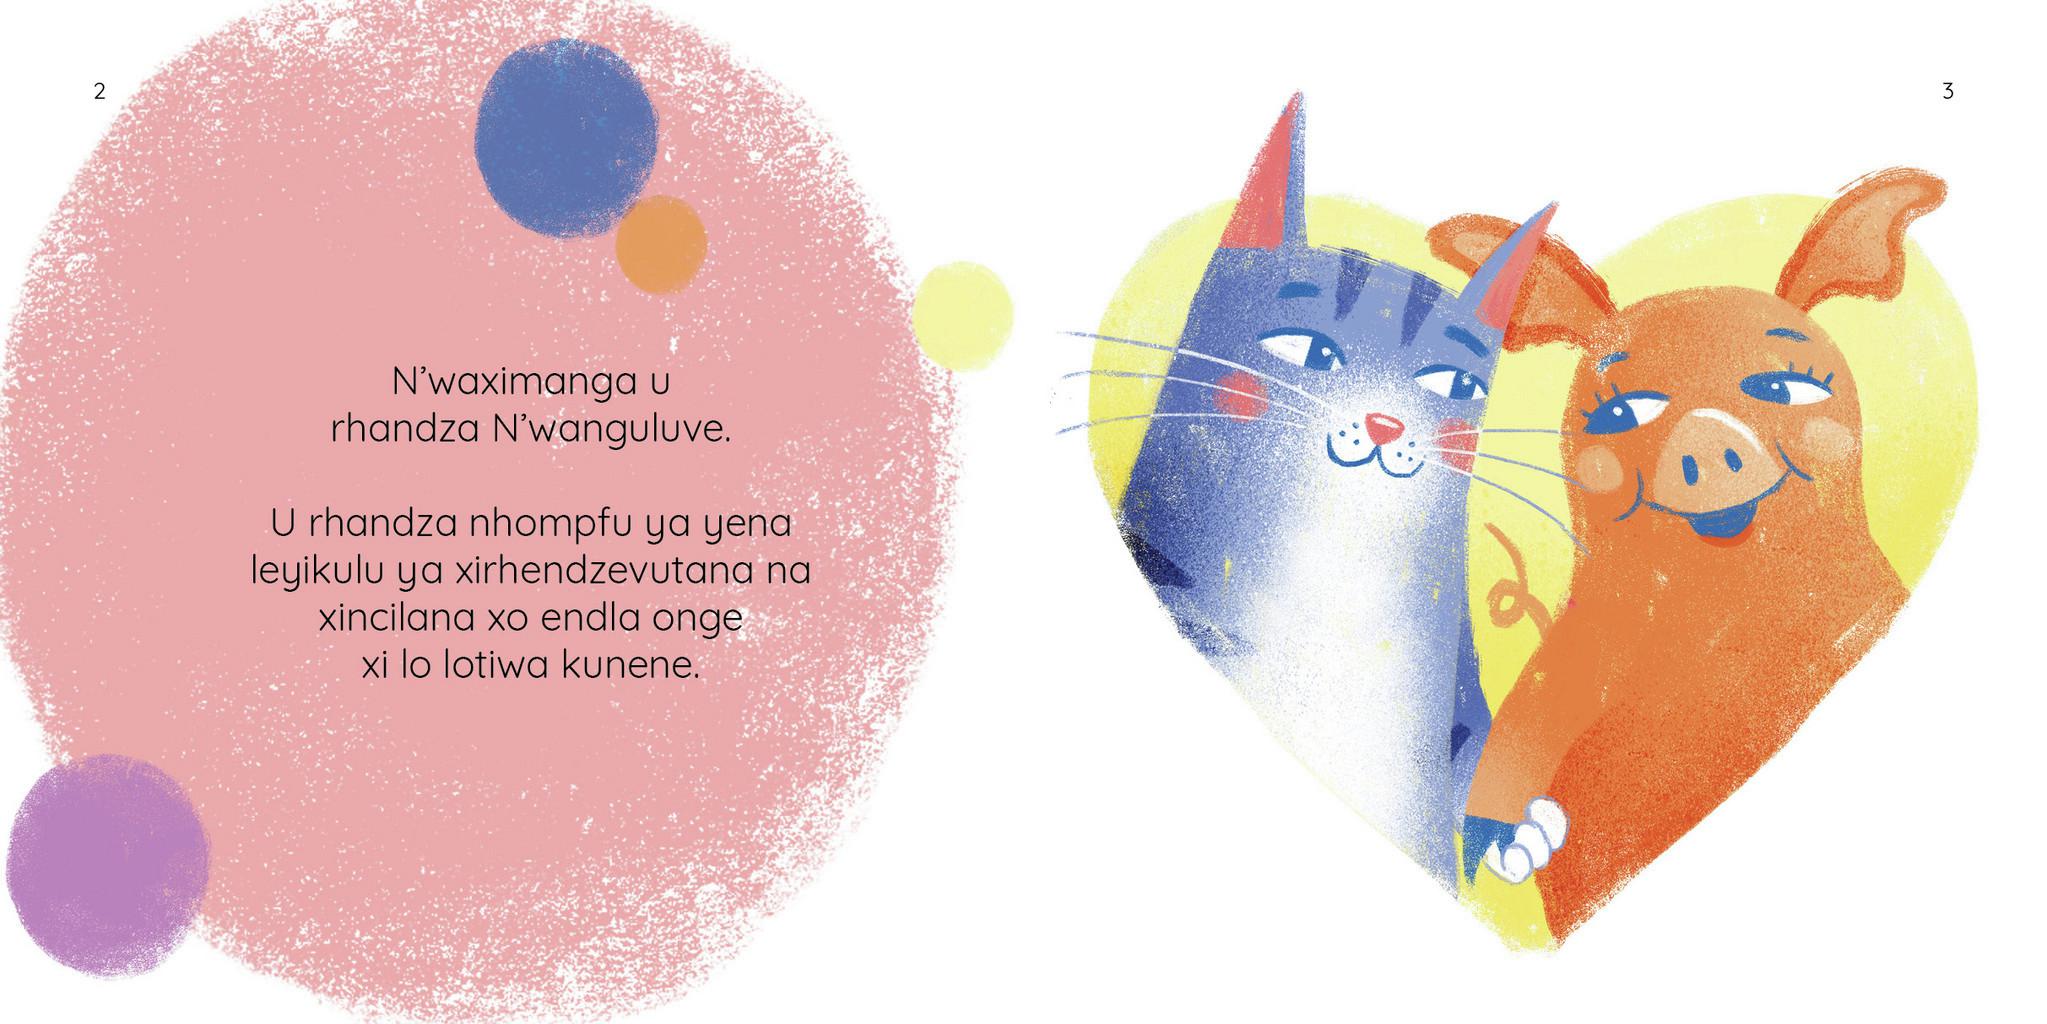 2
N’waximanga u
rhandza N’wanguluve.
U rhandza nhompfu ya yena
leyikulu ya xirhendzevutana na
xincilana xo endla onge
xi lo lotiwa kunene.
3